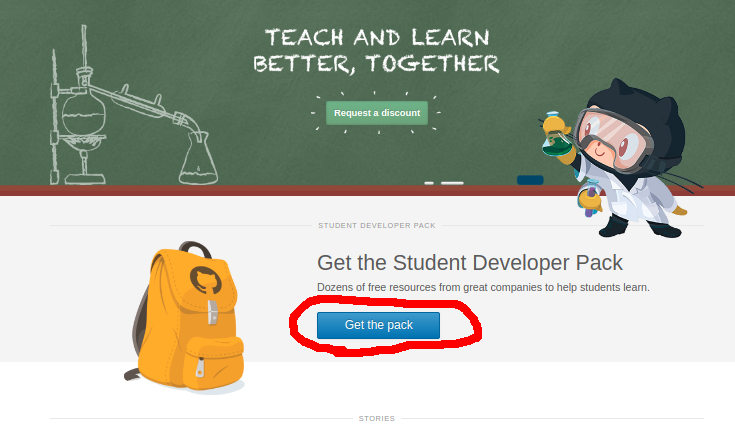 TEACH AND LEARN
BETTER, TOGETHER
Request a discount
STUDENT DEVELOPER PACK
Get the Student Developer Pack
Dozens of free resources from great companies to help students learn.
Get the pack
STORIES